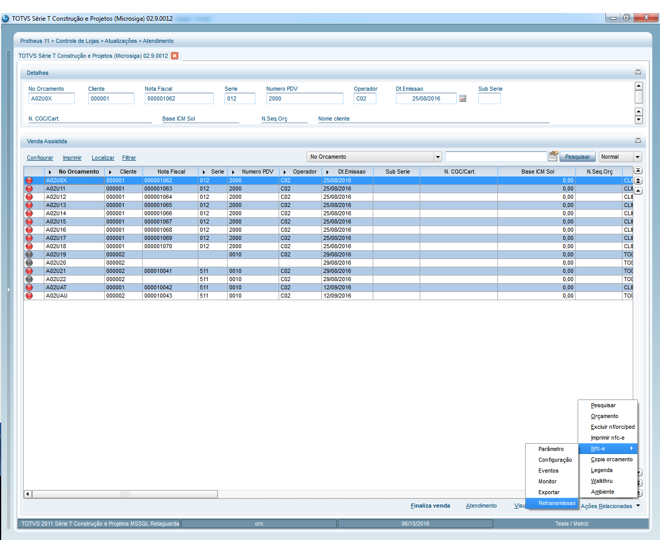 TOTVS Série T Construção e Projetos (Microsiga) 02.9.0012
Protheus 11 » Controle de Lojas » Atualizações » Atendimento
TOTVS Série T Construção e Projetos (Microsiga) 02.9.0012
Detalhes
No Orcamento Cliente Nota Fiscal Serie Numero PDV Operador Dt.Emissao Sub Serie
A02U0X 000001 000001062 012 2000 C02 25/08/2016
N. CGC/Cart. Base ICM Sol N.Seq.Orç Nome cliente
Venda Assistida
Configurar Imprimir Localizar Filtrar No Orcamento Pesquisar Normal
No Orcamento Cliente Nota Fiscal Serie Numero PDV Operador Dt.Emissao Sub Serie N. CGC/Cart. Base ICM Sol N.Seq.Orç
A02U0X 000001 000001062 012 2000 C02 25/08/2016 0,00 CLI
A02U11 000001 000001063 012 2000 C02 25/08/2016 0,00 CLI
A02U12 000001 000001064 012 2000 C02 25/08/2016 0,00 CLI
A02U13 000001 000001065 012 2000 C02 25/08/2016 0,00 CLI
A02U14 000001 000001066 012 2000 C02 25/08/2016 0,00 CLI
A02U15 000001 000001067 012 2000 C02 25/08/2016 0,00 CLI
A02U16 000001 000001068 012 2000 C02 25/08/2016 0,00 CLI
A02U17 000001 000001069 012 2000 C02 25/08/2016 0,00 CLI
A02U18 000001 000001070 012 2000 C02 25/08/2016 0,00 CLI
A02U19 000002 0010 C02 29/08/2016 0,00 TOD
A02U20 000002 29/08/2016 0,00 TOD
A02U21 000002 000010041 511 0010 C02 29/08/2016 0,00 TOD
A02U22 000002 511 0010 C02 29/08/2016 0,00 TOD
A02UAT 000001 000010042 511 0010 C02 12/09/2016 0,00 CLI
A02UAU 000002 000010043 511 0010 C02 12/09/2016 0,00 TOD
Pesquisar
Orçamento
Excluir nf/orc/ped
Imprimir nfc-e
Nfc-e
Copia orcamento
Legenda
Walkthru
Ambiente
Parâmetro
Configuração
Eventos
Monitor
Exportar
Retransmissao
Finaliza venda Atendimento Ações Relacionadas
TOTVS 2011 Série T Construção e Projetos MSSQL Retaguarda orc 06/10/2016 Teste / Matriz